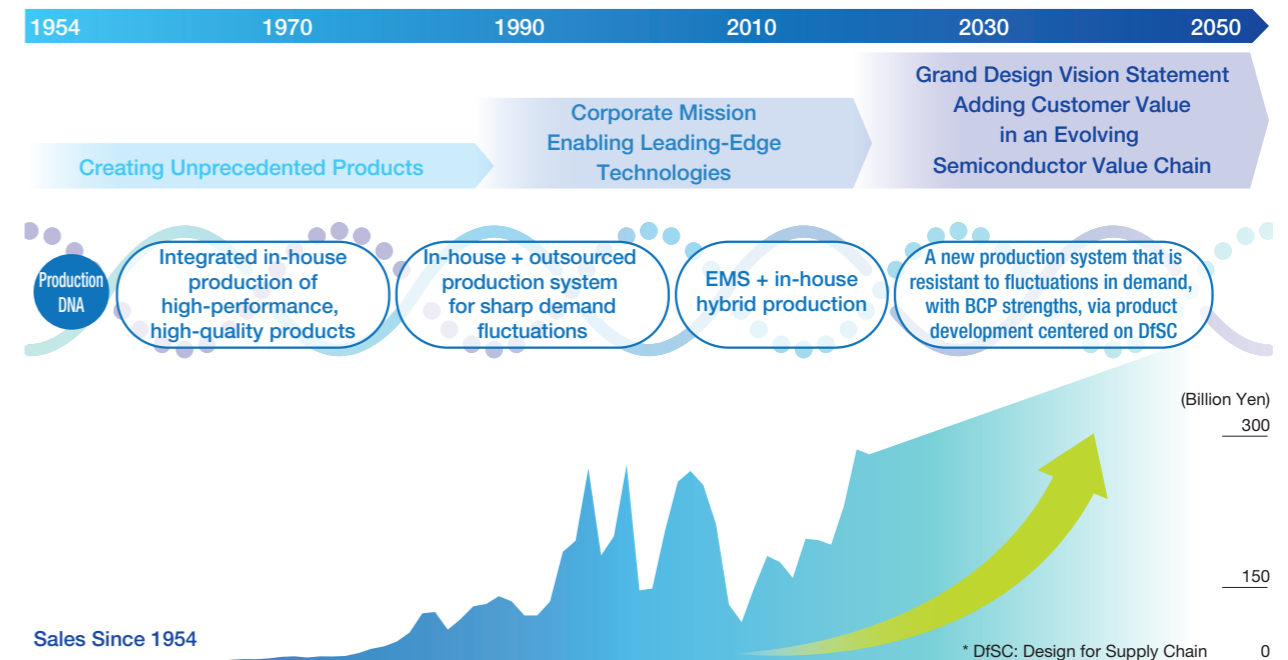 1954 1970 1990 2010 2030 2050
Creating Unprecedented Products
Corporate Mission
Enabling Leading-Edge
Technologies
Grand Design Vision Statement
Adding Customer Value
in an Evolving
Semiconductor Value Chain
Production
DNA
Integrated in-house
production of
high-performance,
high-quality products
In-house + outsourced
production system
for sharp demand
fluctuations
EMS + in-house
hybrid production
A new production system that is
resistant to fluctuations in demand,
with BCP strengths, via product
development centered on DfSC
(Billion Yen)
300
150
0
Sales Since 1954
* DfSC: Design for Supply Chain